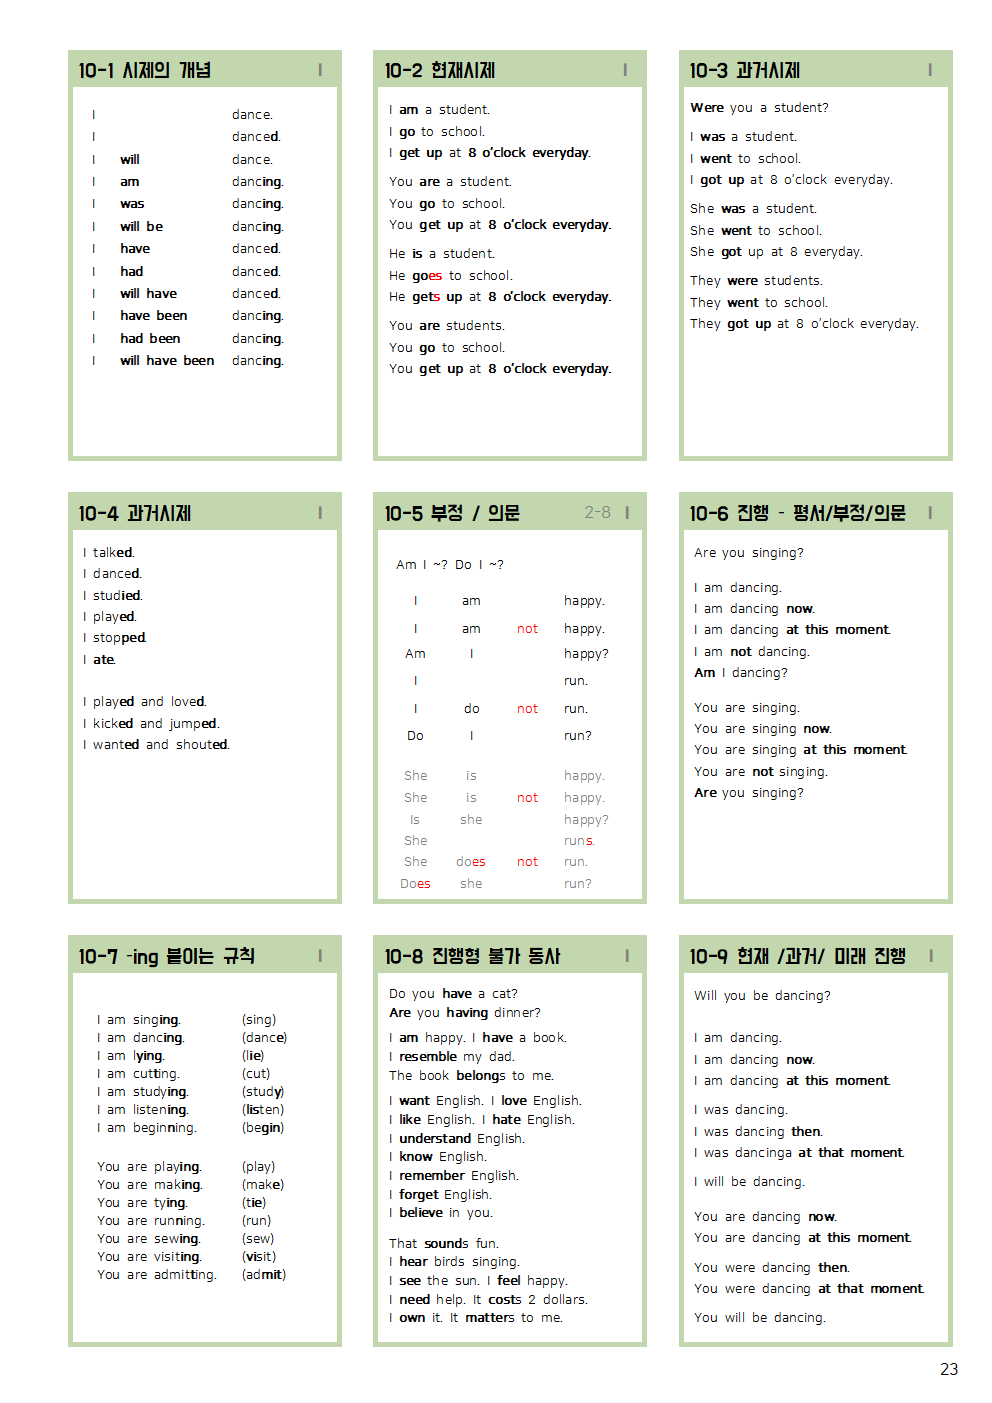 10-1 시제의 개념 I
I dance.
I danced.
I will dance.
I am dancing.
I was dancing.
I will be dancing.
I have danced.
I had danced.
I will have danced.
I have been dancing.
I had been dancing.
I will have been dancing.
10-2 현재시제 I
I am a student.
I go to school.
I get up at 8 o'clock everyday.
You are a student.
You go to school.
You get up at 8 o'clock everyday.
He is a student.
He goes to school.
He gets up at 8 o'clock everyday.
You are students.
You go to school.
You get up at 8 o'clock everyday.
10-3 과거시제 I
Were you a student?
I was a student.
I went to school.
I got up at 8 o'clock everyday.
She was a student.
She went to school.
She got up at 8 everyday.
They were students.
They went to school.
They got up at 8 o'clock everyday.
10-4 과거시제 I
I talked.
I danced.
I studied.
I played.
I stopped.
I ate.
I played and loved.
I kicked and jumped.
I wanted and shouted.
10-5 부정 / 의문 2-8 I
Am I ~? Do I ~?
I am happy.
I am not happy.
Am I happy?
I run.
I do not run.
Do I run?
She is happy.
She is not happy.
Is she happy?
She runs.
She does not run.
Does she run?
10-6 진행 - 평서/부정/의문 I
Are you singing?
I am dancing.
I am dancing now.
I am dancing at this moment.
I am not dancing.
Am I dancing?
You are singing.
You are singing now.
You are singing at this moment.
You are not singing.
Are you singing?
10-7 -ing 붙이는 규칙 I
I am singing. (sing)
I am dancing. (dance)
I am lying. (lie)
I am cutting. (cut)
I am studying. (study)
I am listening. (listen)
I am beginning. (begin)
You are playing. (play)
You are making. (make)
You are tying. (tie)
You are running. (run)
You are sewing. (sew)
You are visiting. (visit)
You are admitting. (admit)
10-8 진행형 불가 동사 I
Do you have a cat?
Are you having dinner?
I am happy. I have a book.
I resemble my dad.
The book belongs to me.
I want English. I love English.
I like English. I hate English.
I understand English.
I know English.
I remember English.
I forget English.
I believe in you.
That sounds fun.
I hear birds singing.
I see the sun. I feel happy.
I need help. It costs 2 dollars.
I own it. It matters to me.
10-9 현재 /과거/ 미래 진행 I
Will you be dancing?
I am dancing.
I am dancing now.
I am dancing at this moment.
I was dancing.
I was dancing then.
I was dancinga at that moment.
I will be dancing.
You are dancing now.
You are dancing at this moment.
You were dancing then.
You were dancing at that moment.
You will be dancing.
23